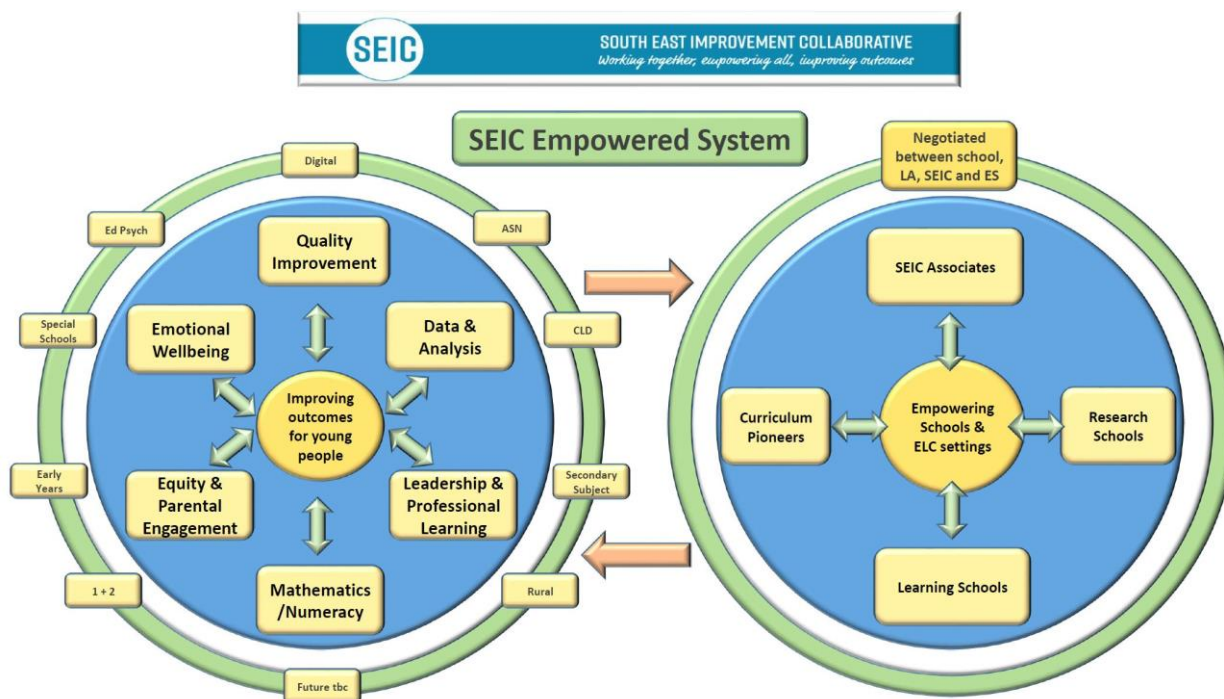 SEIC
SOUTH EAST IMPROVEMENT COLLABORATIVE
Working together, empowering all, improving outcomes
SEIC Empowered System
Digital
Ed Psych
ASN
Special
Schools
CLD
Early
Years
Secondary
Subject
1 + 2
Rural
Future tbc
Quality
Improvement
Emotional
Wellbeing
Data &
Analysis
Improving
outcomes
for young
people
Equity &
Parental
Engagement
Leadership &
Professional
Learning
Mathematics
/Numeracy
Negotiated
between school,
LA, SEIC and ES
SEIC Associates
Curriculum
Pioneers
Empowering
Schools &
ELC settings
Research
Schools
Learning Schools